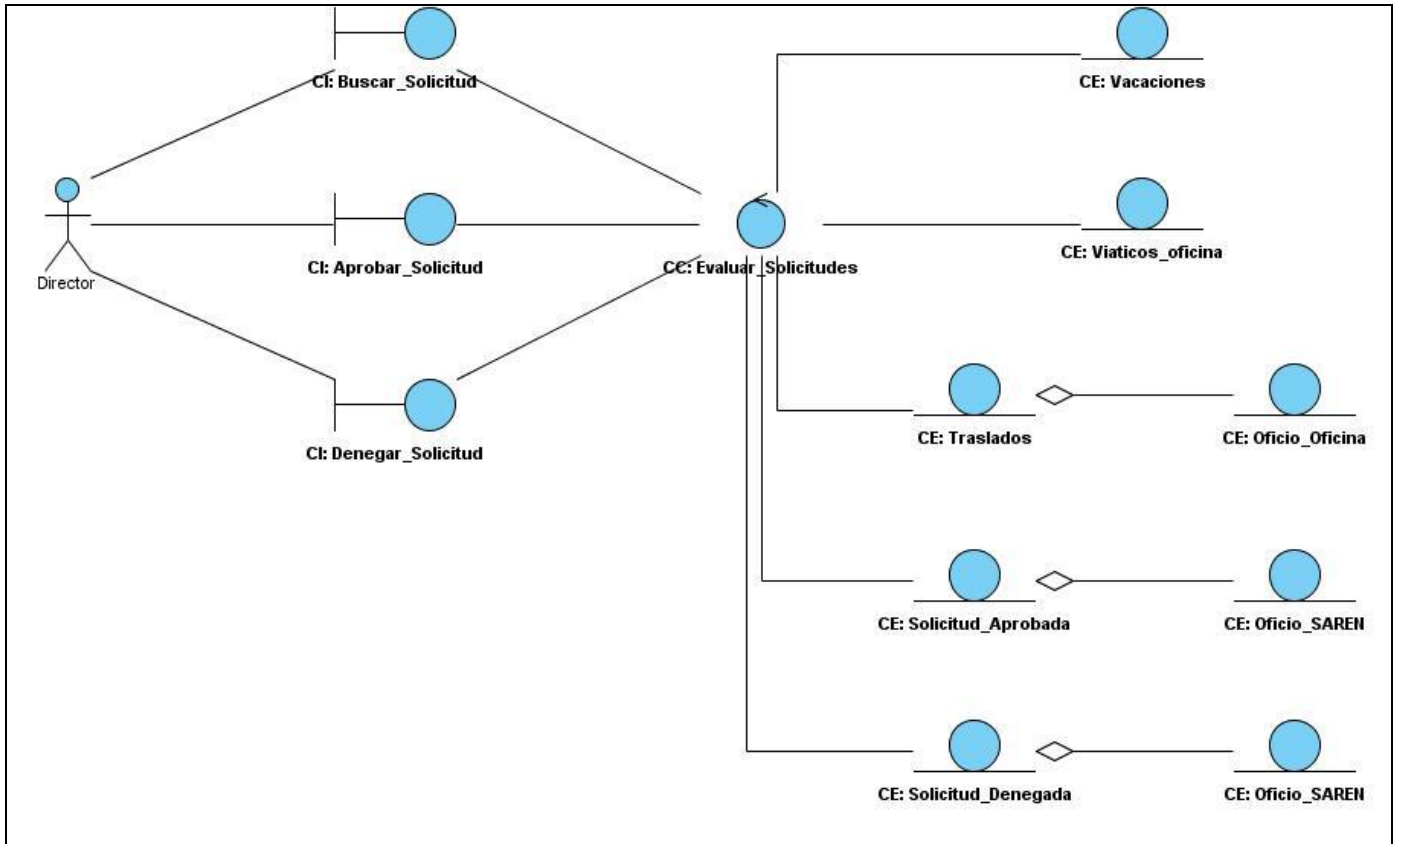 CI: Buscar_Solicitud
CE: Vacaciones
CE: Viaticos_oficina
CI: Aprobar_Solicitud
CC: Evaluar_Solicitudes
Director
CE: Traslados
CE: Oficio_Oficina
CI: Denegar_Solicitud
CE: Solicitud_Aprobada
CE: Oficio_SAREN
CE: Solicitud_Denegada
CE: Oficio_SAREN